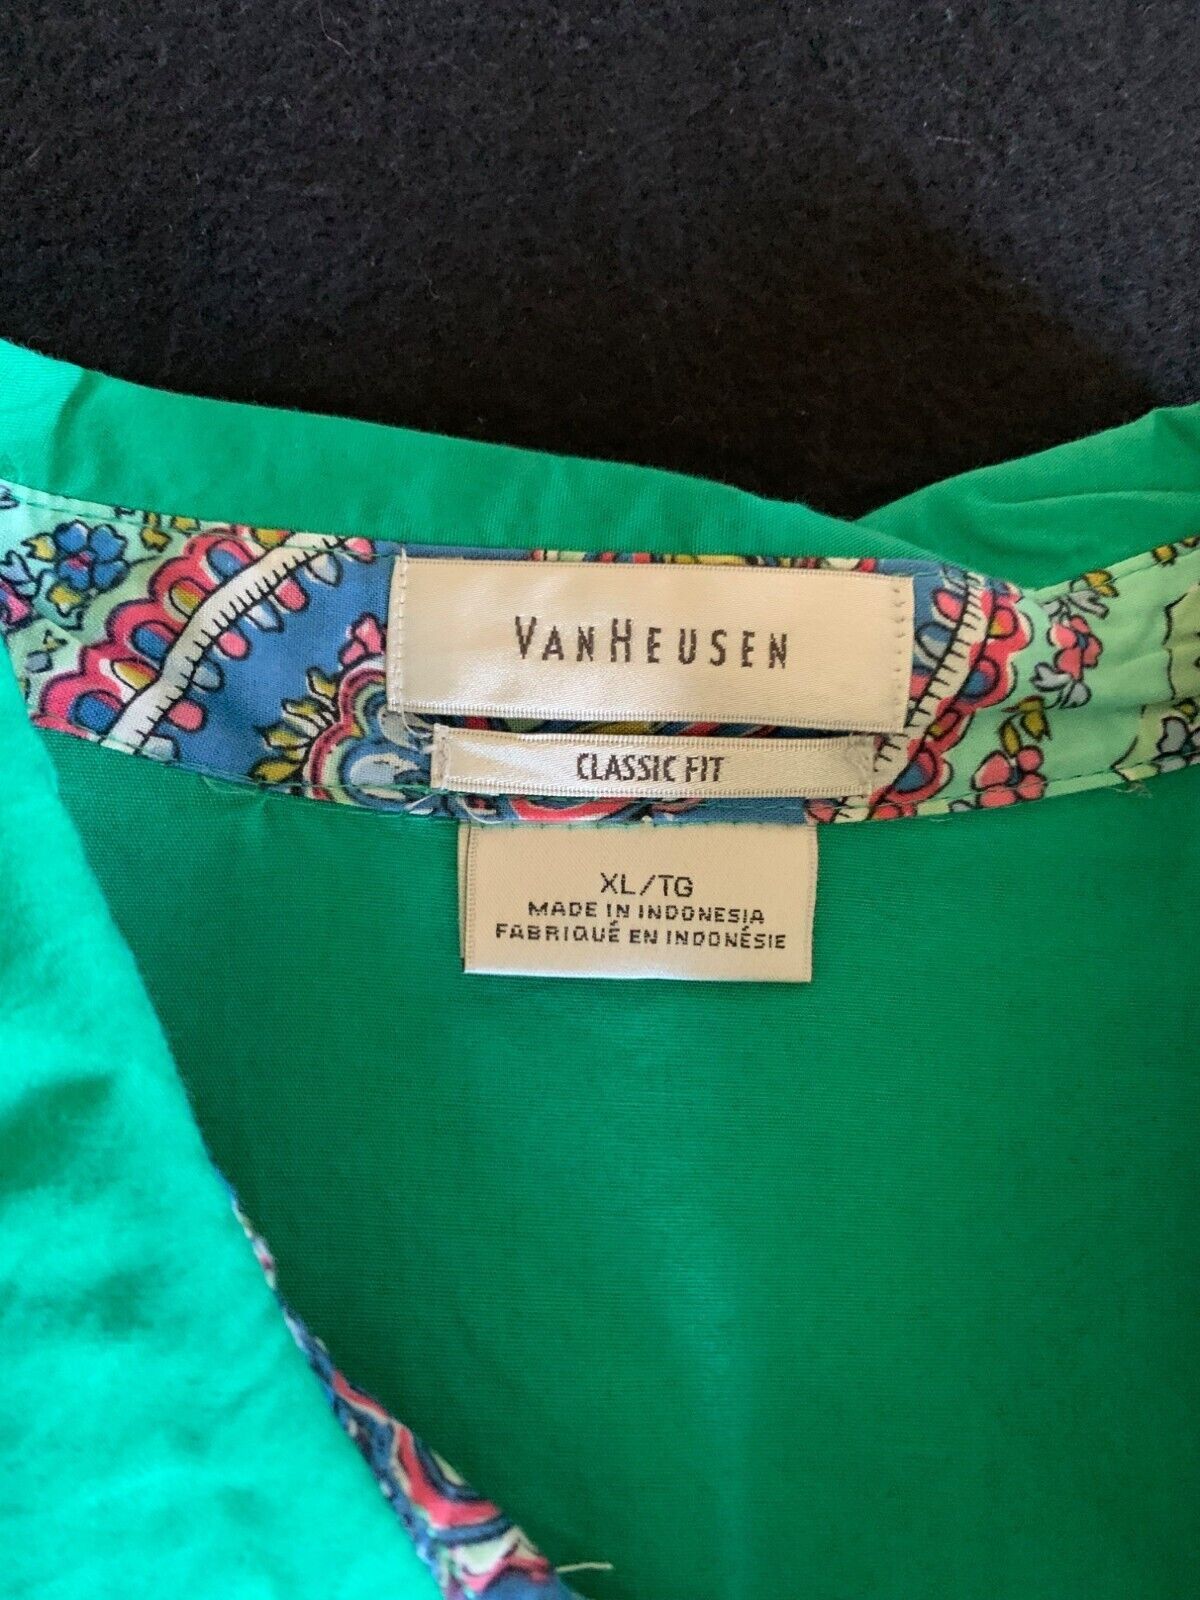 VANHEUSEN
CLASSIC FIT
XL/TG
MADE IN INDONESIA
FABRIQUÉ EN INDONÉSIE